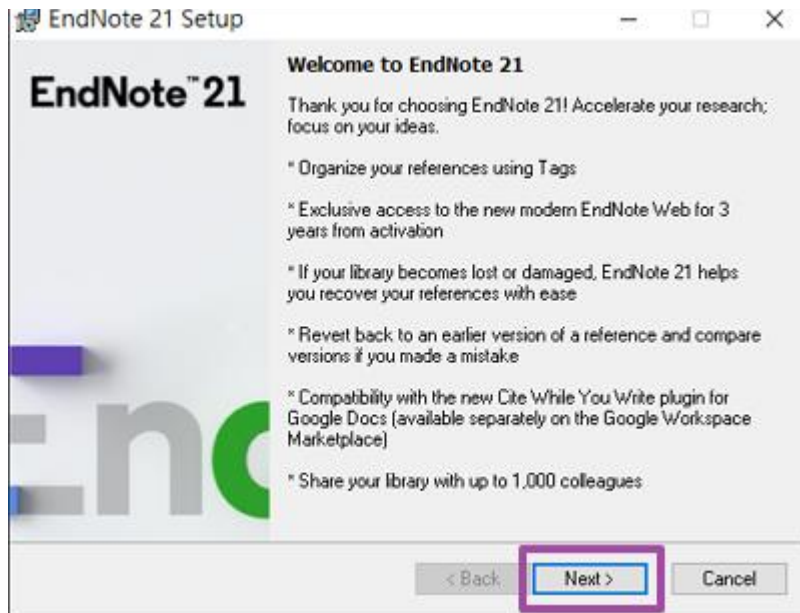 EndNote 21 Setup
EndNote™21
Welcome to EndNote 21
Thank you for choosing EndNote 21! Accelerate your research;
focus on your ideas.
* Organize your references using Tags
* Exclusive access to the new modern EndNote Web for 3
years from activation
* If your library becomes lost or damaged, EndNote 21 helps
you recover your references with ease
* Revert back to an earlier version of a reference and compare
versions if you made a mistake
* Compatibility with the new Cite While You Write plugin for
Google Docs (available separately on the Google Workspace
Marketplace)
* Share your library with up to 1,000 colleagues
< Back
Next >
Cancel